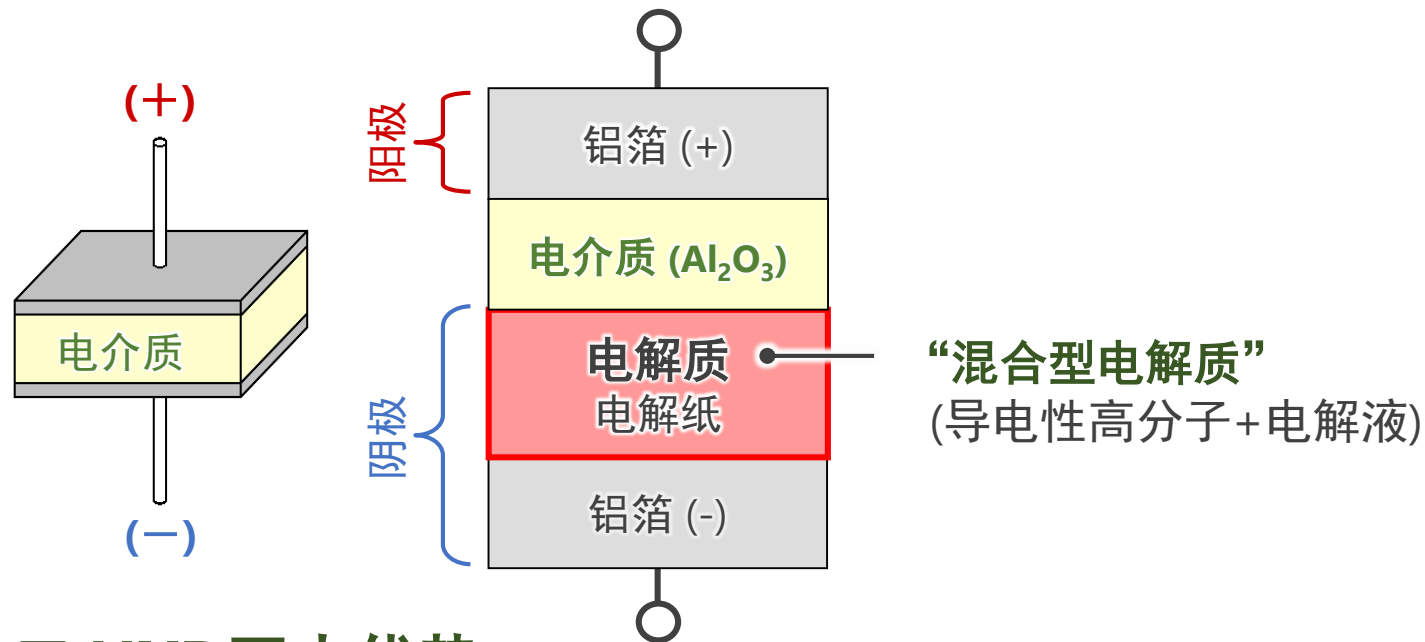 (+)
电介质
(−)
阳极
铝箔 (+)
电介质 (Al₂O₃)
阴极
电解质
电解纸
铝箔 (-)
“混合型电解质”
(导电性高分子+电解液)